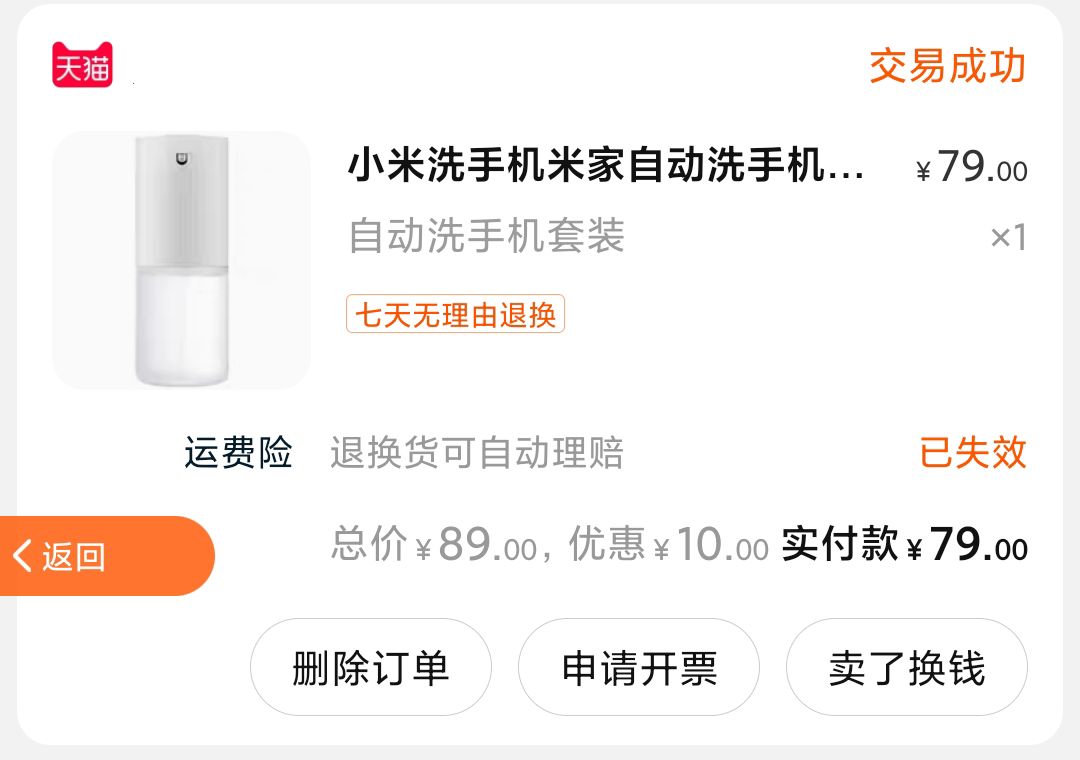 天猫
交易成功
小米洗手机米家自动洗手机... ¥79.00
自动洗手机套装 ×1
七天无理由退换
运费险 退换货可自动理赔 已失效
总价¥89.00, 优惠¥10.00 实付款¥79.00
返回
删除订单 申请开票 卖了换钱